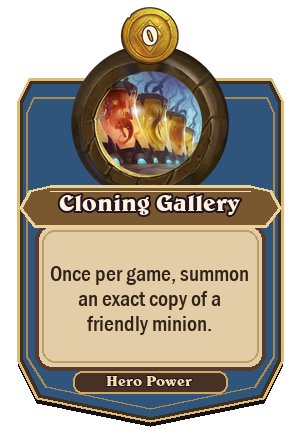 0
Cloning Gallery
Once per game, summon
an exact copy of a
friendly minion.
Hero Power